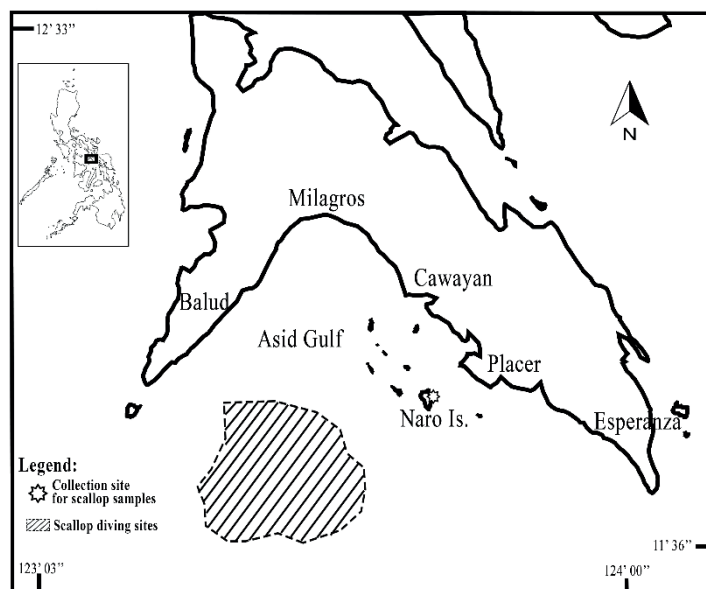 12’ 33”
N
Milagros
Cawayan
Balud
Asid Gulf
Placer
Naro Is.
Esperanza
Legend:
Collection site
for scallop samples
Scallop diving sites
11’ 36”
123’ 03”
124’ 00”